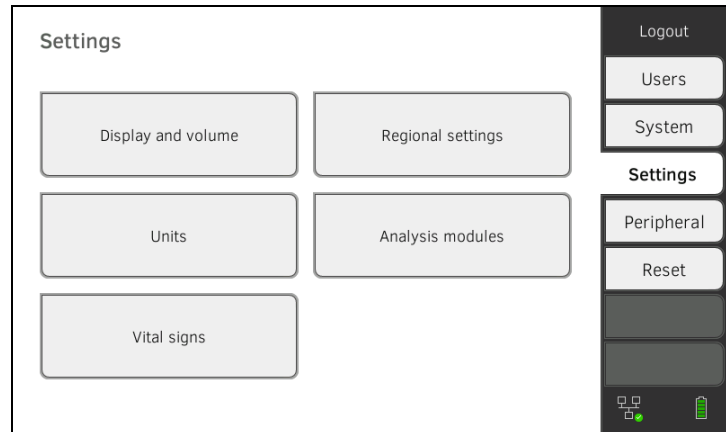 Settings
Display and volume
Regional settings
Units
Analysis modules
Vital signs
Logout
Users
System
Settings
Peripheral
Reset